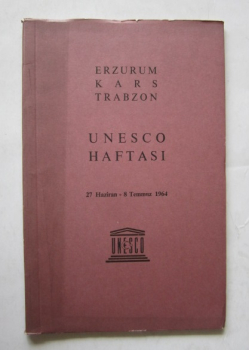 ERZURUM
KARS
TRABZON
UNESCO
HAFTASI
27 Haziran - 8 Temmuz 1964
UNESCO